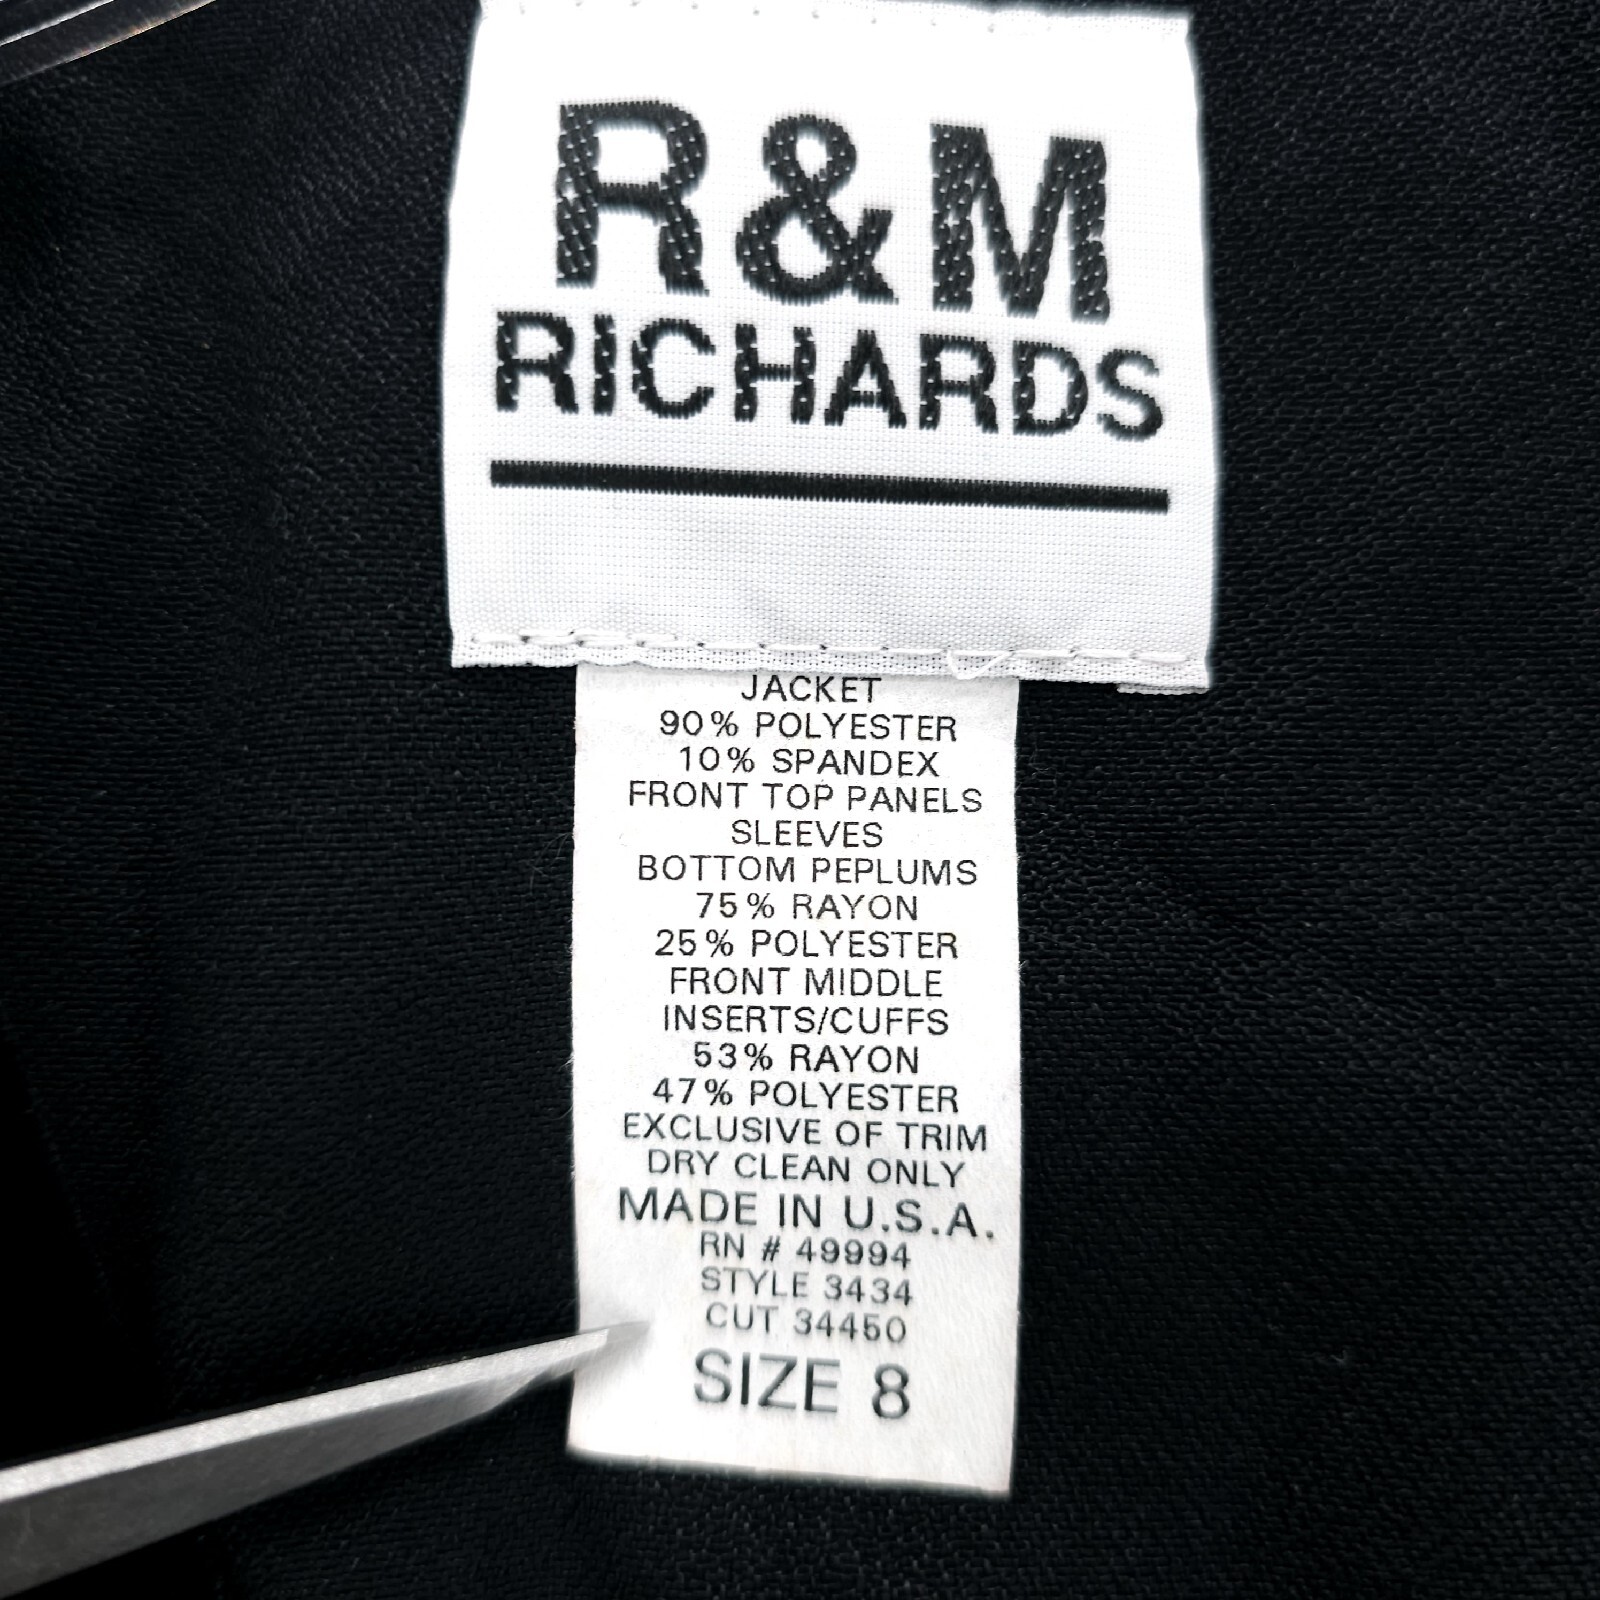 R&M
RICHARDS
JACKET
90% POLYESTER
10% SPANDEX
FRONT TOP PANELS
SLEEVES
BOTTOM PEPLUMS
75% RAYON
25% POLYESTER
FRONT MIDDLE
INSERTS/CUFFS
53% RAYON
47% POLYESTER
EXCLUSIVE OF TRIM
DRY CLEAN ONLY
MADE IN U.S.A.
RN # 49994
STYLE 3434
CUT 34450
SIZE 8